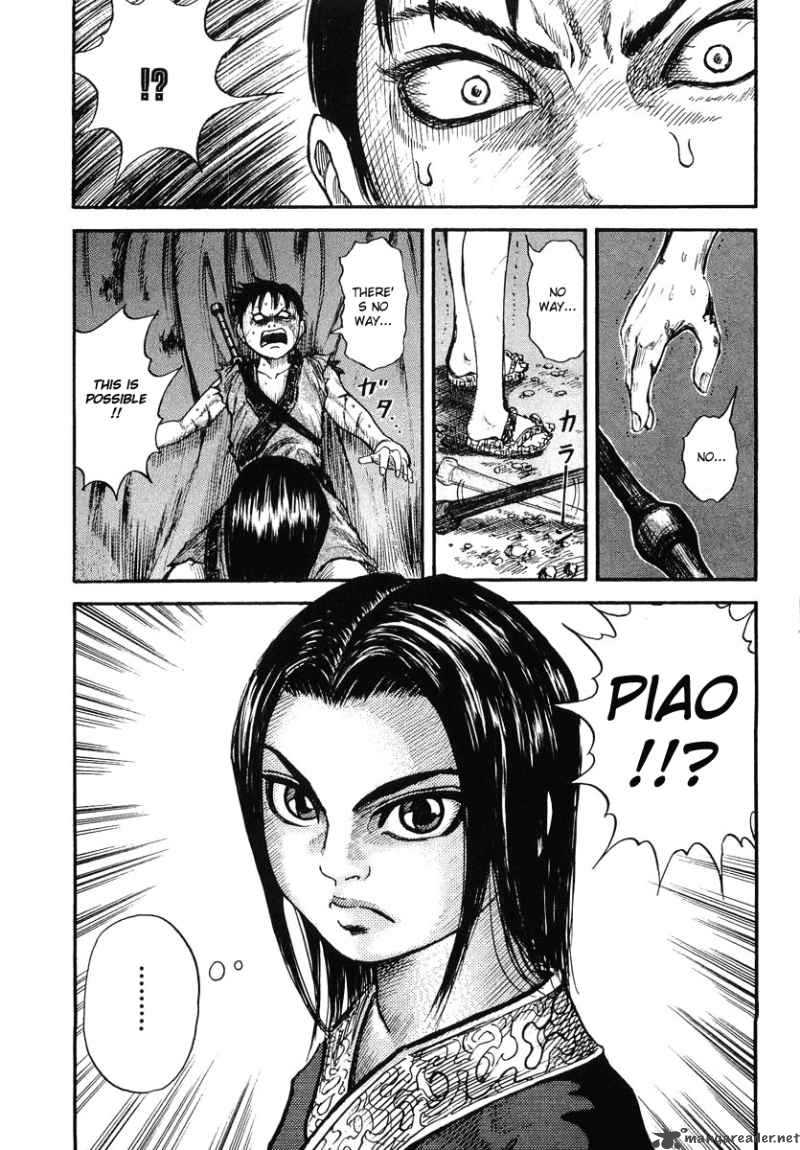 !?
NO...
NO
WAY...
カラ
THERE'
S NO
WAY...
ガタ...
THIS IS
POSSIBLE
!!
PIAO
!!?
.........
mangareader.net